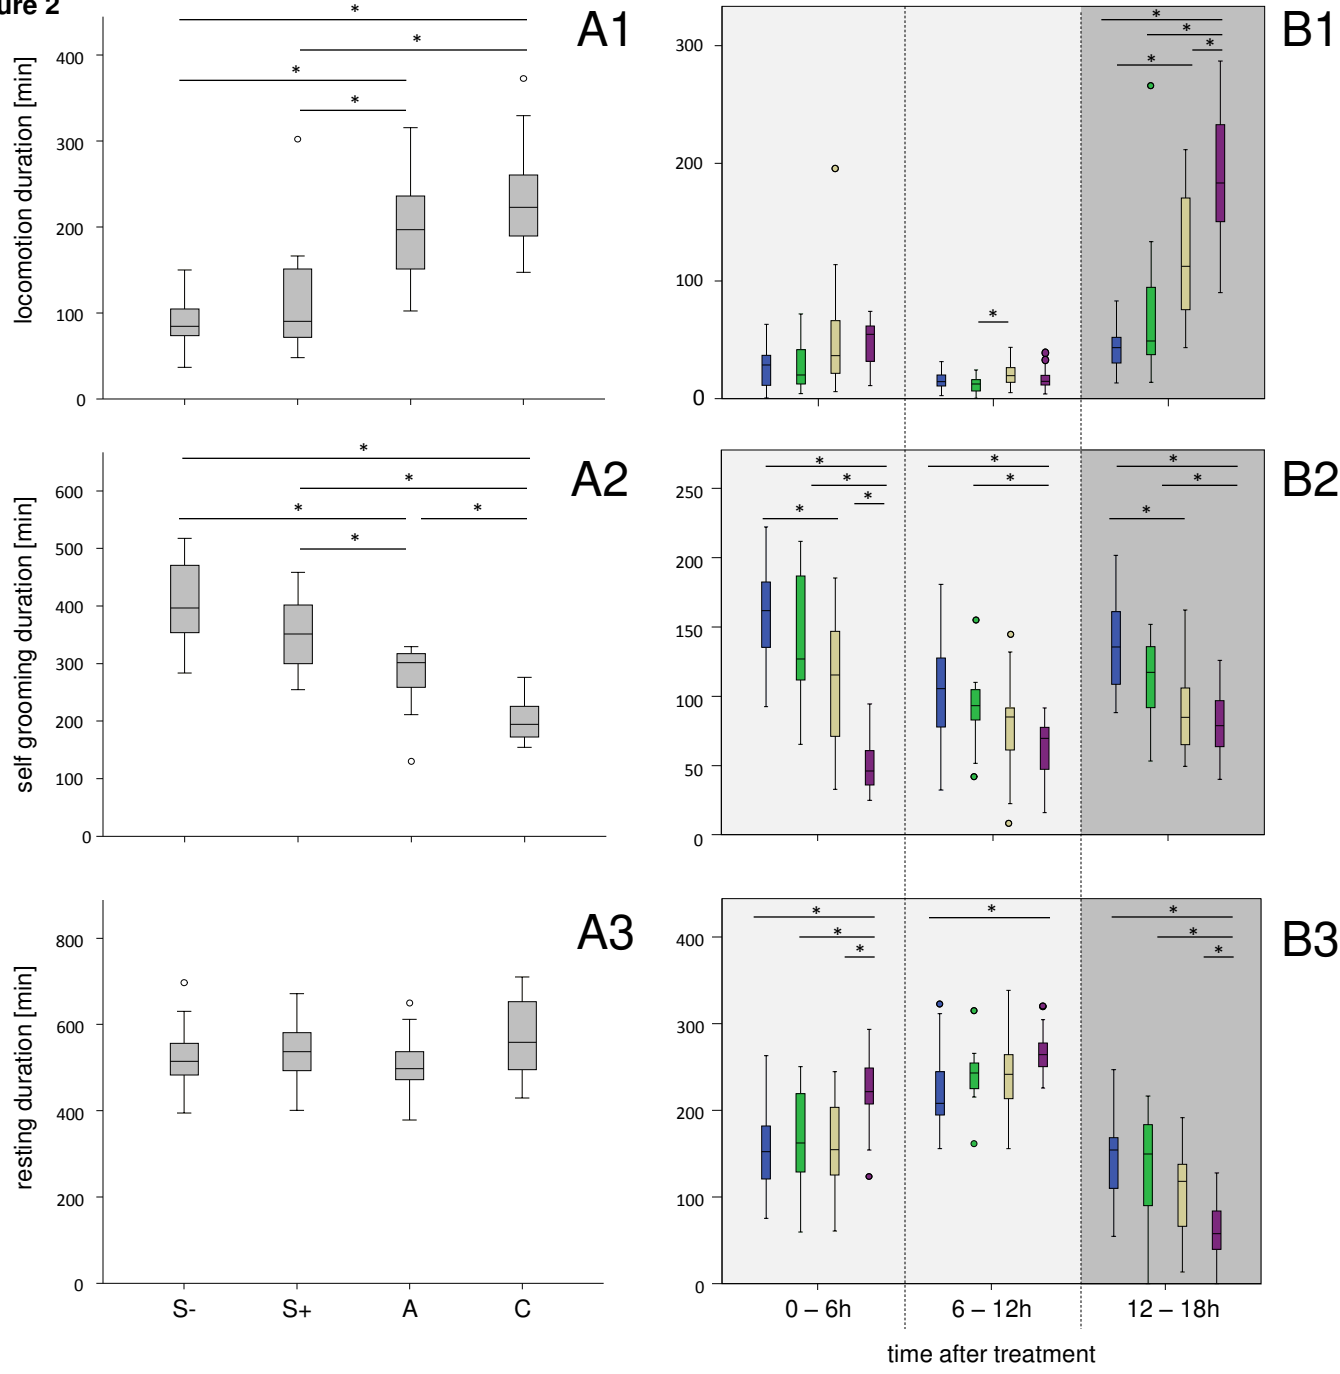 ure 2
A1
locomotion duration [min]
400
300
200
100
0
* * * *
B1
300
200
100
0
* * * * *
A2
self grooming duration [min]
600
500
400
300
200
100
0
* * * * *
B2
250
200
150
100
50
0
* * * * * * * * *
A3
resting duration [min]
800
600
400
200
0
S- S+ A C
B3
400
300
200
100
0
* * * * * * *
0 – 6h 6 – 12h 12 – 18h
time after treatment